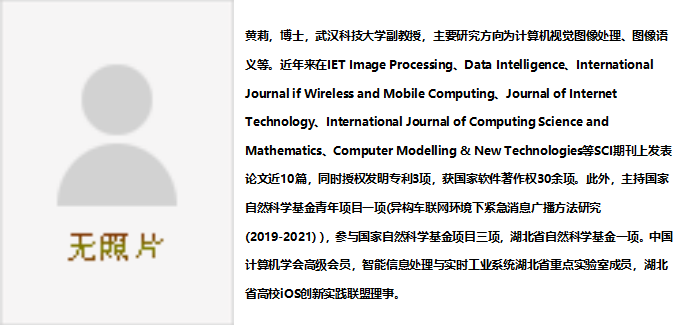 黄莉，博士，武汉科技大学副教授，主要研究方向为计算机视觉图像处理、图像语
义等。近年来在IET Image Processing、Data Intelligence、International
Journal if Wireless and Mobile Computing、Journal of Internet
Technology、International Journal of Computing Science and
Mathematics、Computer Modelling & New Technologies等SCI期刊上发表
论文近10篇，同时授权发明专利3项，获国家软件著作权30余项。此外，主持国家
自然科学基金青年项目一项(异构车联网环境下紧急消息广播方法研究
(2019-2021) )，参与国家自然科学基金项目三项，湖北省自然科学基金一项。中国
计算机学会高级会员，智能信息处理与实时工业系统湖北省重点实验室成员，湖北
省高校iOS创新实践联盟理事。
无照片